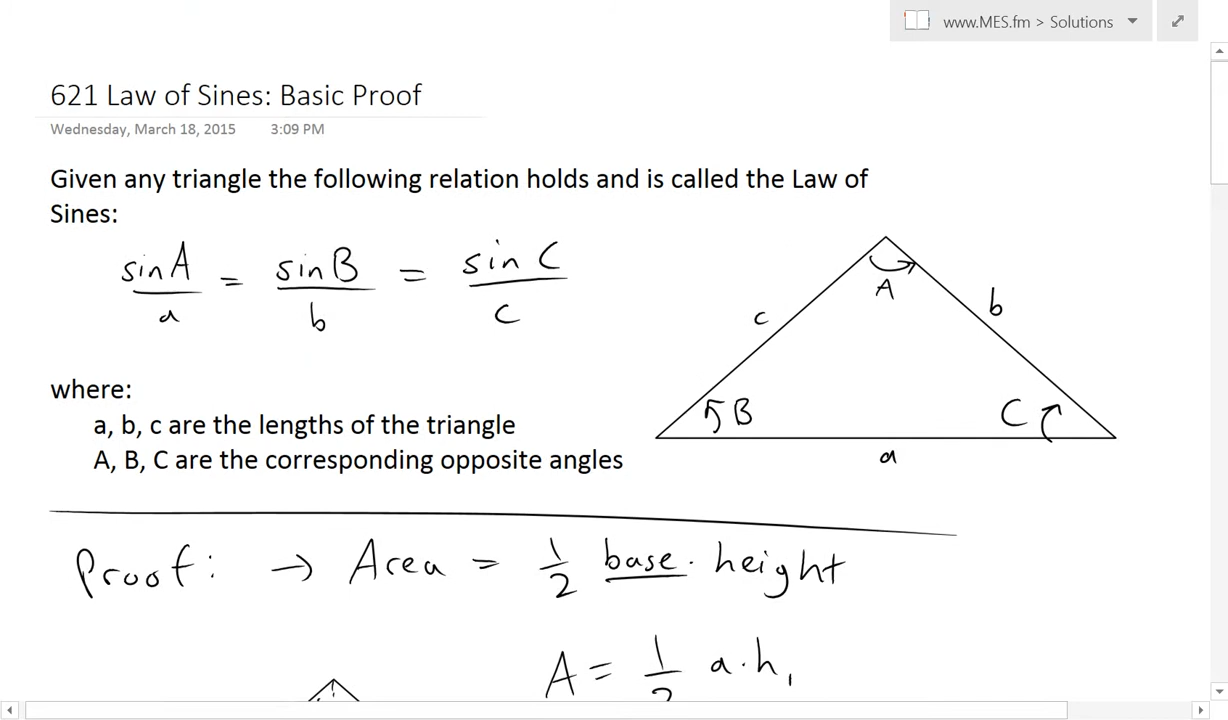 www.MES.fm > Solutions
621 Law of Sines: Basic Proof
Wednesday, March 18, 2015 3:09 PM
Given any triangle the following relation holds and is called the Law of
Sines:
sin A / a = sin B / b = sin C / c
where:
a, b, c are the lengths of the triangle
A, B, C are the corresponding opposite angles
A
c
b
B
C
a
Proof: → Area = 1/2 base · height
A = 1/2 a · h₁